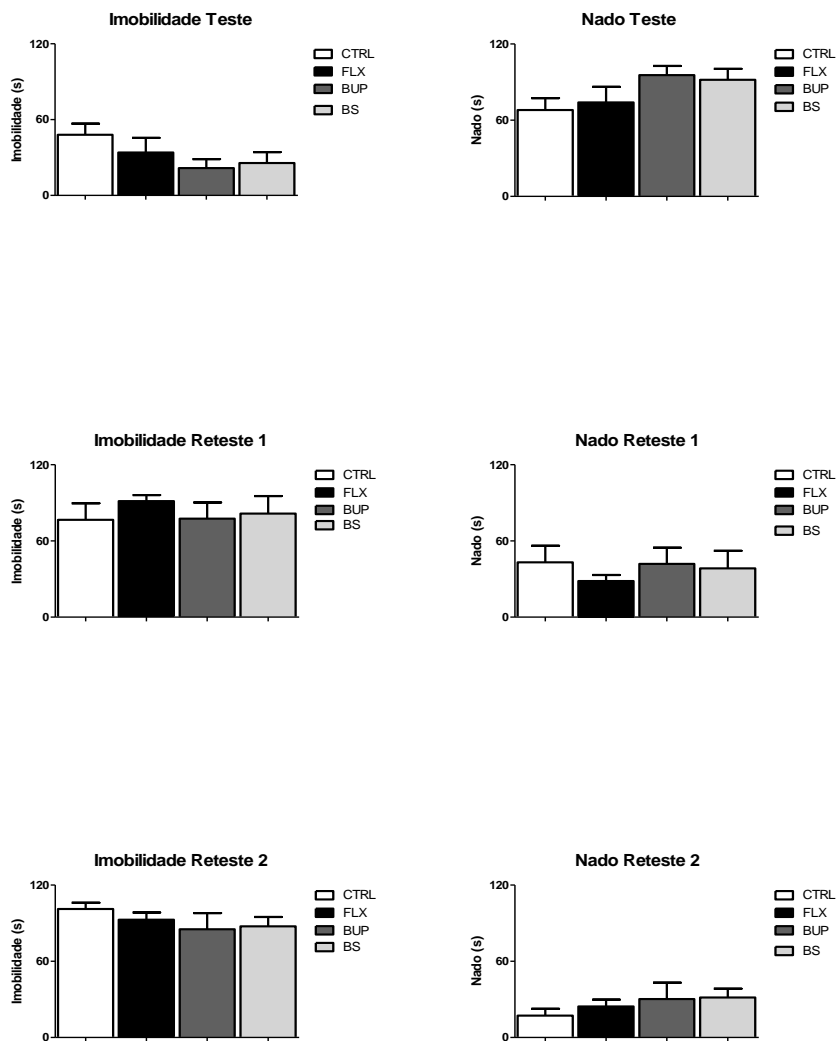 Imobilidade Teste
120
60
0
Imobilidade (s)
CTRL
FLX
BUP
BS
Nado Teste
120
60
0
Nado (s)
CTRL
FLX
BUP
BS
Imobilidade Reteste 1
120
60
0
Imobilidade (s)
CTRL
FLX
BUP
BS
Nado Reteste 1
120
60
0
Nado (s)
CTRL
FLX
BUP
BS
Imobilidade Reteste 2
120
60
0
Imobilidade (s)
CTRL
FLX
BUP
BS
Nado Reteste 2
120
60
0
Nado (s)
CTRL
FLX
BUP
BS